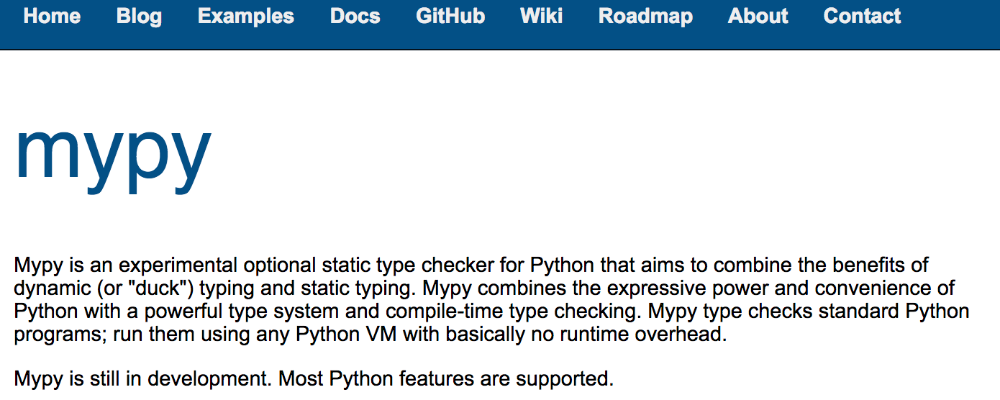 Home Blog Examples Docs GitHub Wiki Roadmap About Contact
mypy
Mypy is an experimental optional static type checker for Python that aims to combine the benefits of
dynamic (or "duck") typing and static typing. Mypy combines the expressive power and convenience of
Python with a powerful type system and compile-time type checking. Mypy type checks standard Python
programs; run them using any Python VM with basically no runtime overhead.
Mypy is still in development. Most Python features are supported.